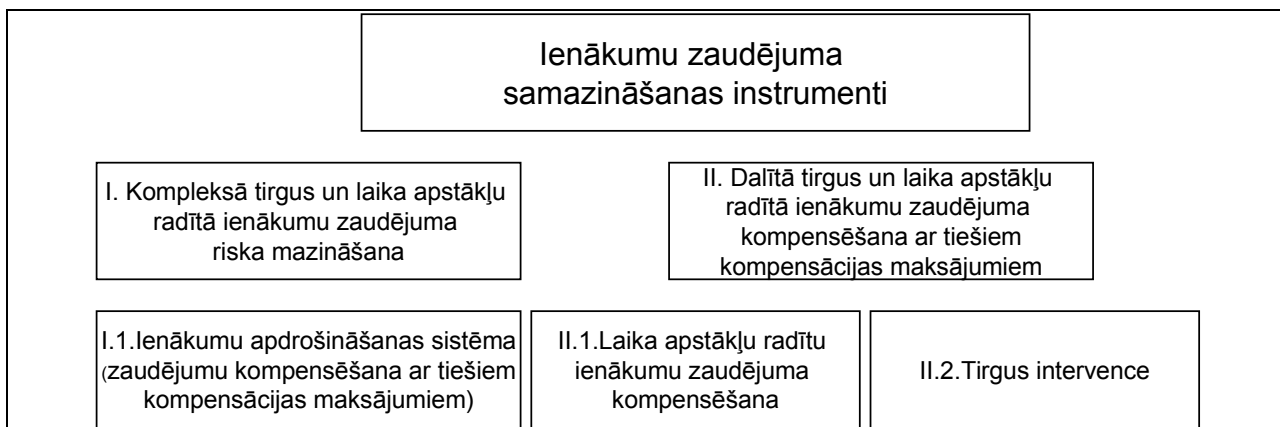 Ienākumu zaudējuma
samazināšanas instrumenti
I. Kompleksā tirgus un laika apstākļu
radītā ienākumu zaudējuma
riska mazināšana
II. Dalītā tirgus un laika apstākļu
radītā ienākumu zaudējuma
kompensēšana ar tiešiem
kompensācijas maksājumiem
I.1.Ienākumu apdrošināšanas sistēma
(zaudējumu kompensēšana ar tiešiem
kompensācijas maksājumiem)
II.1.Laika apstākļu radītu
ienākumu zaudējuma
kompensēšana
II.2.Tirgus intervence